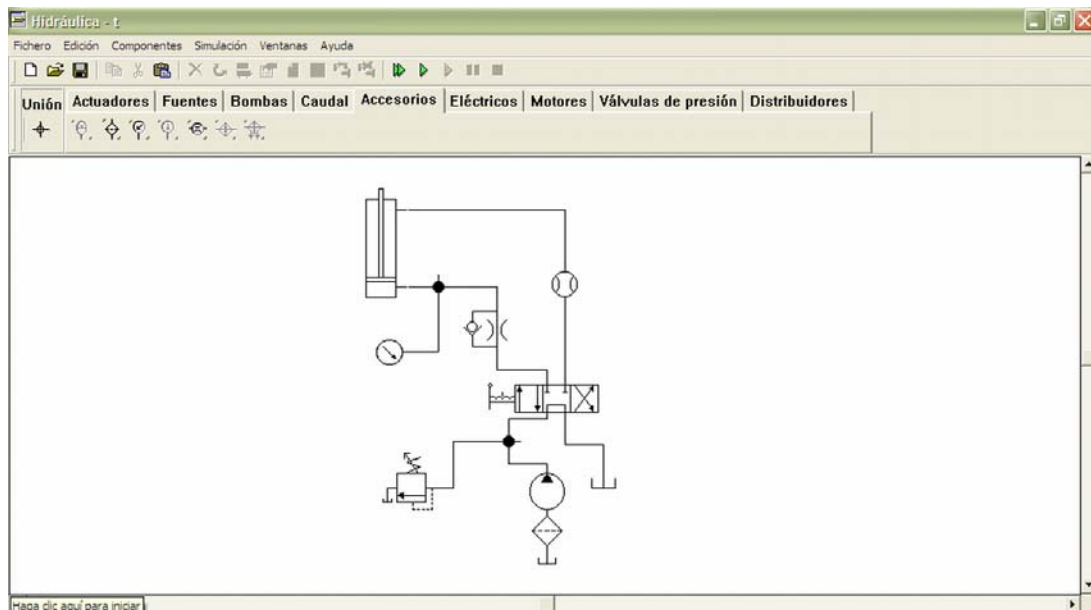 Hidráulica - t
Fichero Edición Componentes Simulación Ventanas Ayuda
Unión Actuadores Fuentes Bombas Caudal Accesorios Eléctricos Motores Válvulas de presión Distribuidores
Haga clic aquí para iniciar